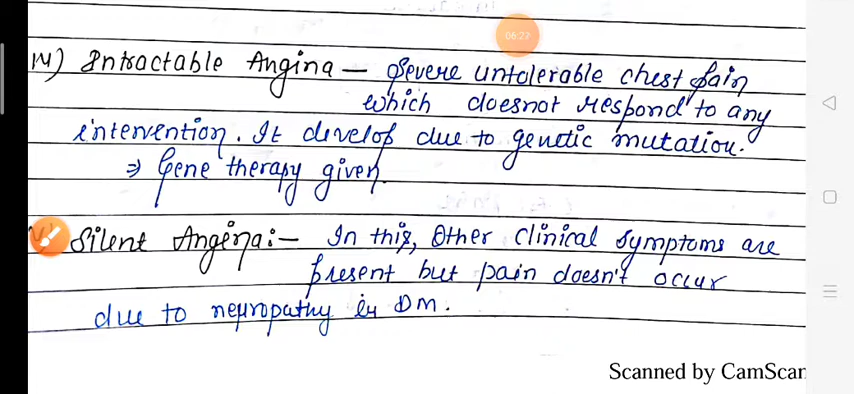 06:27
IV) Intractable Angina — Severe untolerable chest pain
which doesnot respond to any
intervention. It develop due to genetic mutation.
⇒ Gene therapy given.
Silent Angina:— In this, Other clinical symptoms are
present but pain doesn't occur
due to neuropathy in DM.
Scanned by CamScan